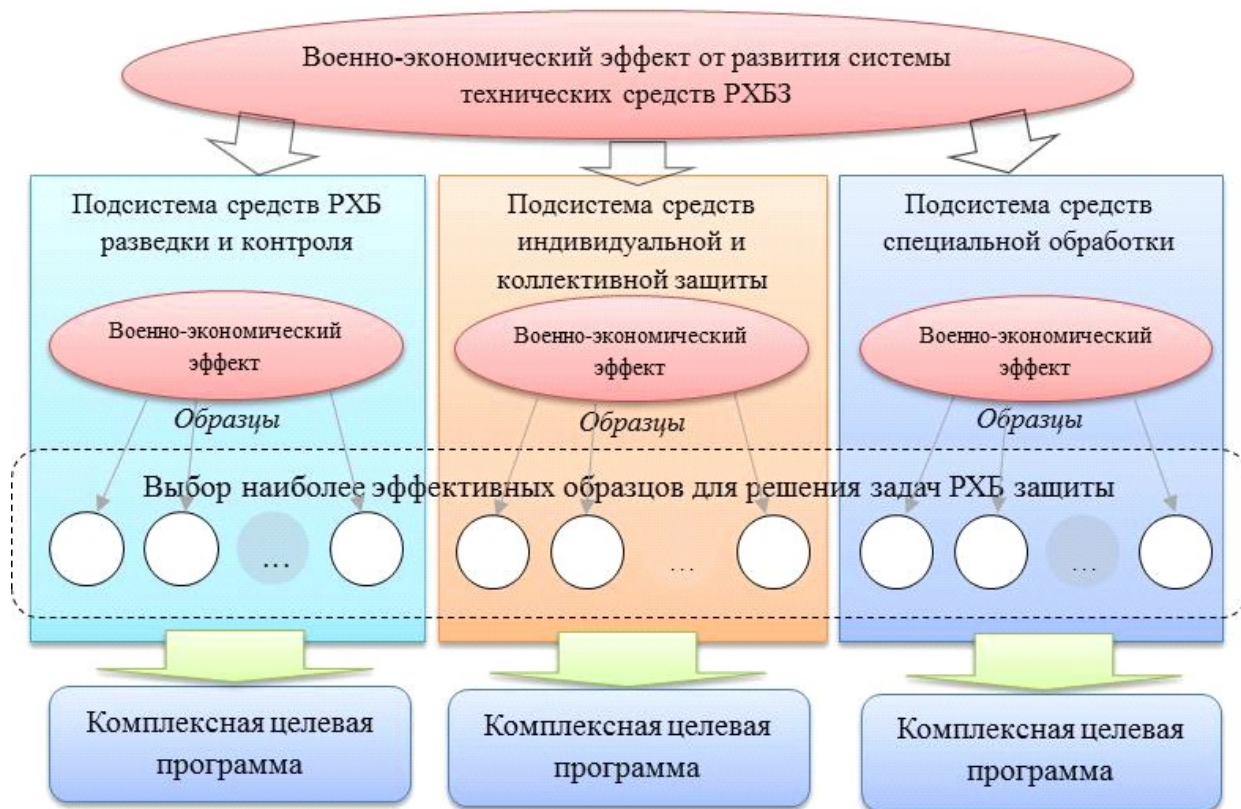 Военно-экономический эффект от развития системы
технических средств РХБЗ
Подсистема средств РХБ
разведки и контроля
Военно-экономический
эффект
Образцы
Подсистема средств
индивидуальной и
коллективной защиты
Военно-экономический
эффект
Образцы
Подсистема средств
специальной обработки
Военно-экономический
эффект
Образцы
Выбор наиболее эффективных образцов для решения задач РХБ защиты
...
...
...
Комплексная целевая
программа
Комплексная целевая
программа
Комплексная целевая
программа